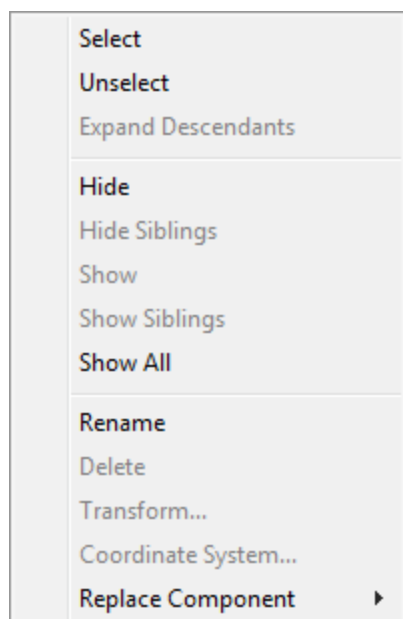 Select
Unselect
Expand Descendants
Hide
Hide Siblings
Show
Show Siblings
Show All
Rename
Delete
Transform...
Coordinate System...
Replace Component